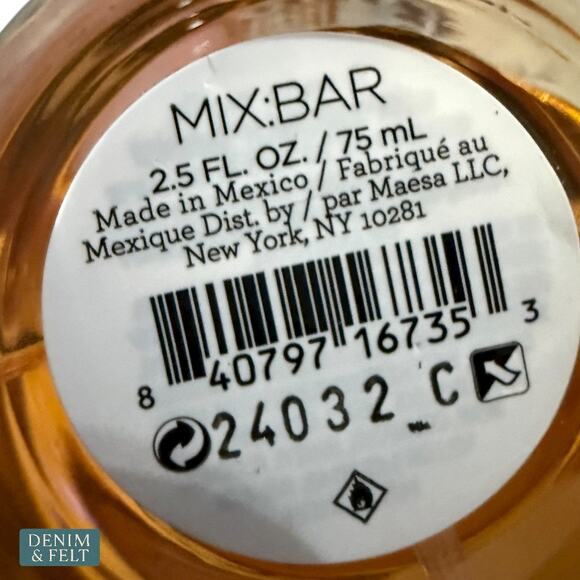 MIX:BAR
2.5 FL. OZ. / 75 mL
Made in Mexico / Fabriqué au
Mexique Dist. by / par Maesa LLC,
New York, NY 10281
8 40797 16735 3
24032 C
DENIM
& FELT